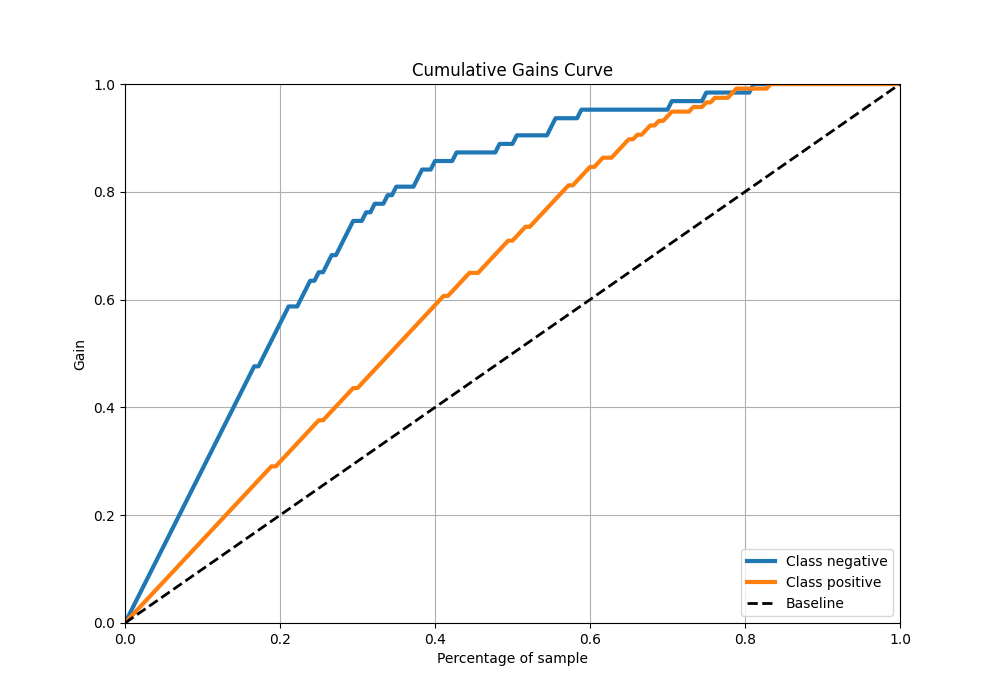 Cumulative Gains Curve
1.0
0.8
0.6
0.4
0.2
0.0
Gain
0.0 0.2 0.4 0.6 0.8 1.0
Percentage of sample
Class negative
Class positive
Baseline